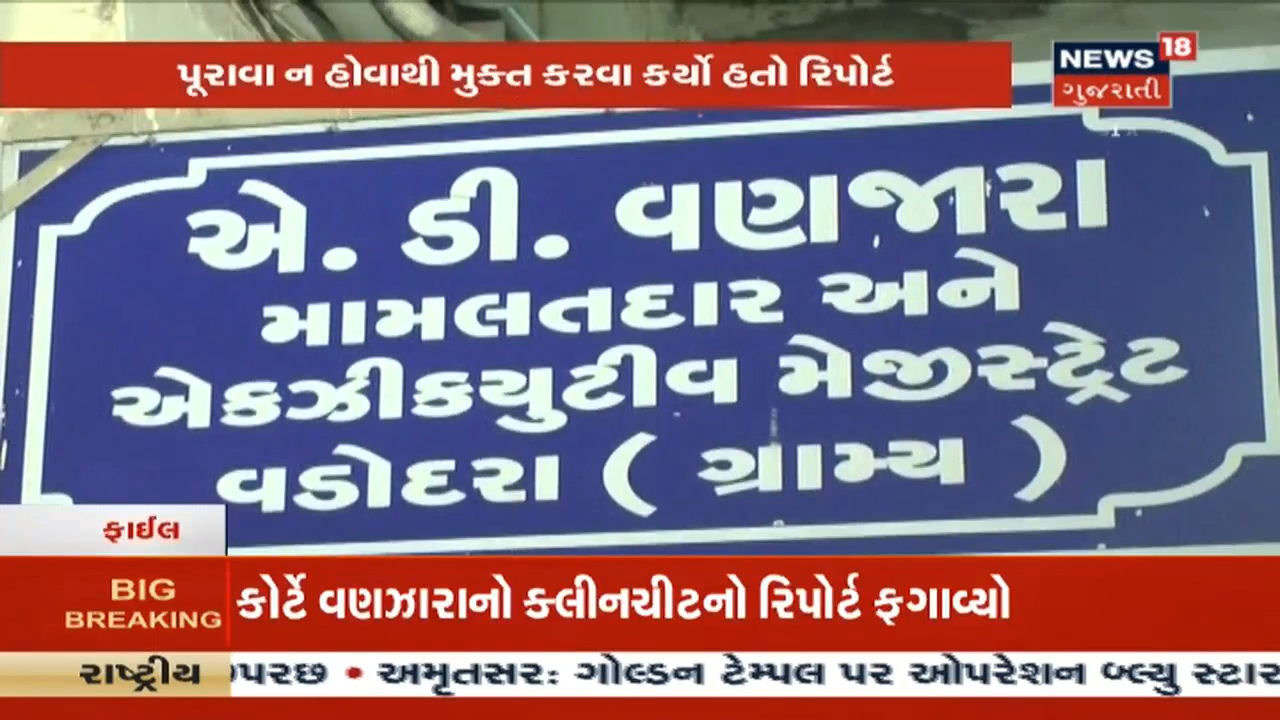 પૂરાવા ન હોવાથી મુક્ત કરવા કર્યો હતો રિપોર્ટ
NEWS 18
ગુજરાતી
એ. ડી. વણજારા
મામલતદાર અને
એકઝીકયુટીવ મેજીસ્ટ્રેટ
વડોદરા ( ગ્રામ્ય )
ફાઈલ
BIG
BREAKING
કોર્ટે વણઝારાનો ક્લીનચીટનો રિપોર્ટ ફગાવ્યો
રાષ્ટ્રીય
• અમૃતસર: ગોલ્ડન ટેમ્પલ પર ઓપરેશન બ્લ્યુ સ્ટાર